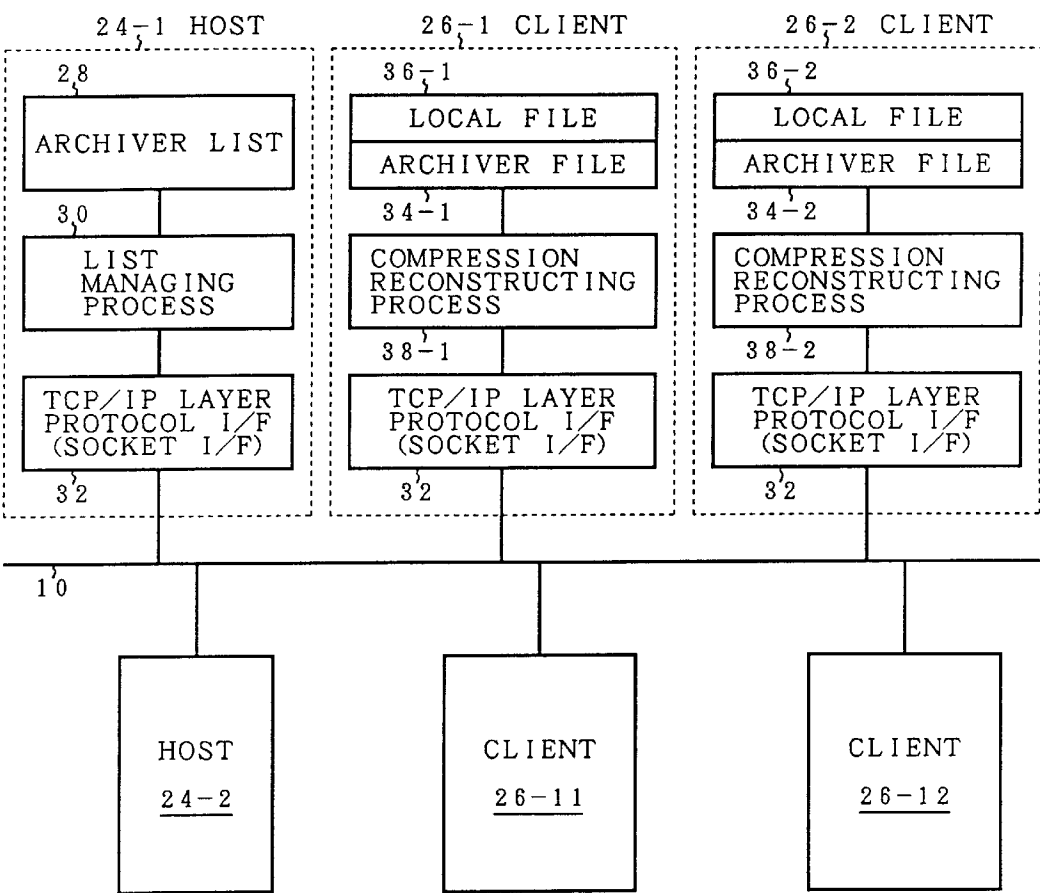 24-1 HOST
26-1 CLIENT
26-2 CLIENT
28
ARCHIVER LIST
30
LIST
MANAGING
PROCESS
TCP/IP LAYER
PROTOCOL I/F
(SOCKET I/F)
32
36-1
LOCAL FILE
ARCHIVER FILE
34-1
COMPRESSION
RECONSTRUCTING
PROCESS
38-1
TCP/IP LAYER
PROTOCOL I/F
(SOCKET I/F)
32
36-2
LOCAL FILE
ARCHIVER FILE
34-2
COMPRESSION
RECONSTRUCTING
PROCESS
38-2
TCP/IP LAYER
PROTOCOL I/F
(SOCKET I/F)
32
10
HOST
24-2
CLIENT
26-11
CLIENT
26-12